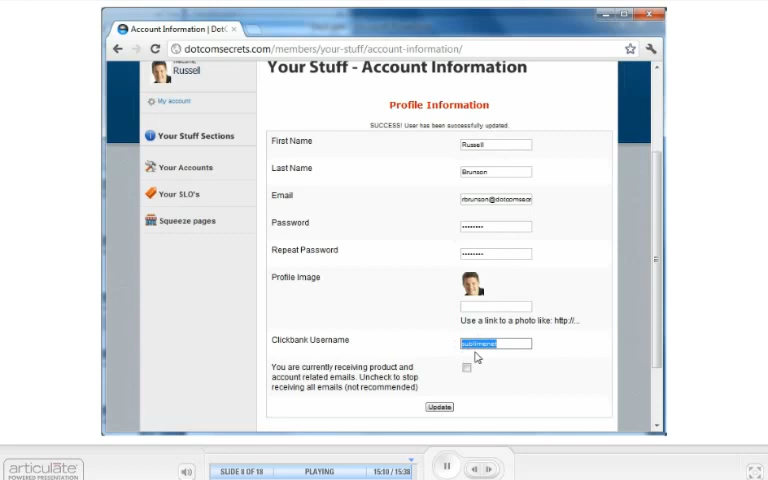 Account Information | Dot
dotcomsecrets.com/members/your-stuff/account-information/
Russell
My account
Your Stuff Sections
Your Accounts
Your SLO's
Squeeze pages
Your Stuff - Account Information
Profile Information
SUCCESS! User has been successfully updated.
First Name
Russell
Last Name
Brunson
Email
rbrunson@dotcomsecr
Password
••••••••
Repeat Password
••••••••
Profile Image
Use a link to a photo like: http://...
Clickbank Username
sublimenet
You are currently receiving product and
account related emails. Uncheck to stop
receiving all emails (not recommended)
Update
articulate
POWERED PRESENTATION
SLIDE 8 OF 18
PLAYING
15:10 / 15:38